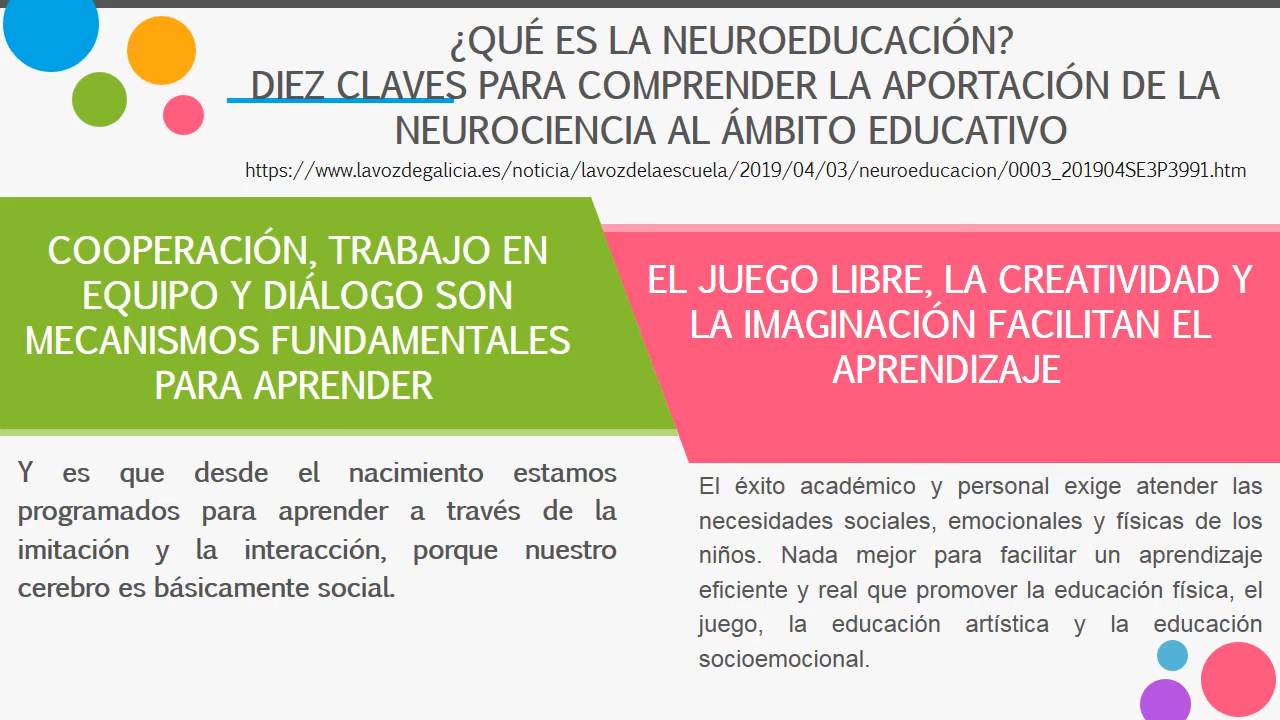 ¿QUÉ ES LA NEUROEDUCACIÓN?
DIEZ CLAVES PARA COMPRENDER LA APORTACIÓN DE LA
NEUROCIENCIA AL ÁMBITO EDUCATIVO
https://www.lavozdegalicia.es/noticia/lavozdelaescuela/2019/04/03/neuroeducacion/0003_201904SE3P3991.htm
COOPERACIÓN, TRABAJO EN
EQUIPO Y DIÁLOGO SON
MECANISMOS FUNDAMENTALES
PARA APRENDER
Y es que desde el nacimiento estamos
programados para aprender a través de la
imitación y la interacción, porque nuestro
cerebro es básicamente social.
EL JUEGO LIBRE, LA CREATIVIDAD Y
LA IMAGINACIÓN FACILITAN EL
APRENDIZAJE
El éxito académico y personal exige atender las
necesidades sociales, emocionales y físicas de los
niños. Nada mejor para facilitar un aprendizaje
eficiente y real que promover la educación física, el
juego, la educación artística y la educación
socioemocional.